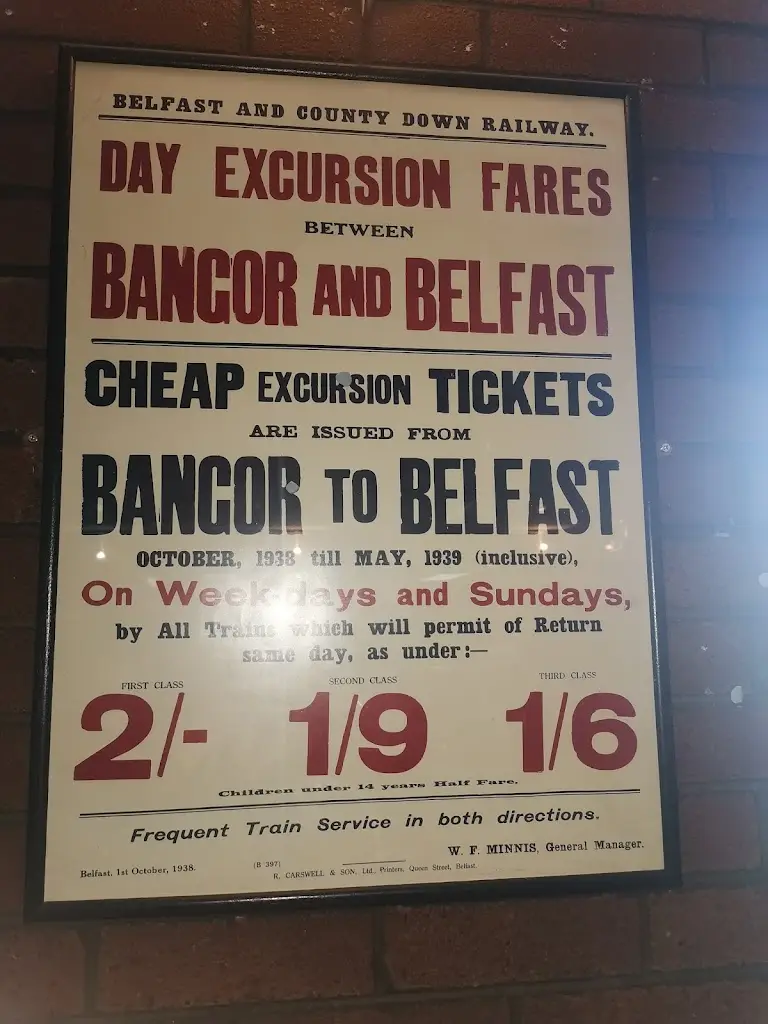 BELFAST AND COUNTY DOWN RAILWAY.
DAY EXCURSION FARES
BETWEEN
BANGOR AND BELFAST
CHEAP EXCURSION TICKETS
ARE ISSUED FROM
BANGOR TO BELFAST
OCTOBER, 1938 till MAY, 1939 (inclusive),
On Week-days and Sundays,
by All Trains which will permit of Return
same day, as under:—
FIRST CLASS SECOND CLASS THIRD CLASS
2/- 1/9 1/6
Children under 14 years Half Fare.
Frequent Train Service in both directions.
W. F. MINNIS, General Manager.
Belfast, 1st October, 1938.
(B 397)
R. CARSWELL & SON, Ltd., Printers, Queen Street, Belfast.